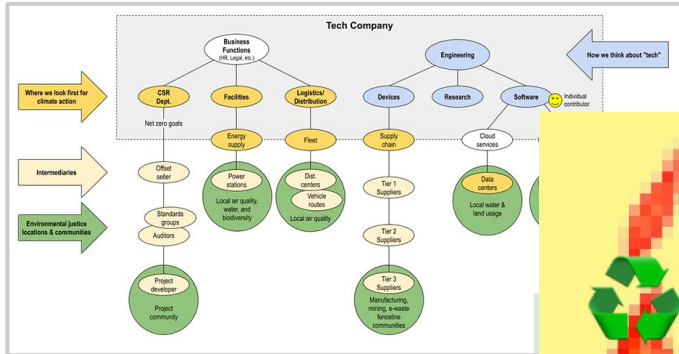 Tech Company
Business
Functions
(HR, Legal, etc.)
Engineering
How we think about "tech"
Where we look first for
climate action
CSR
Dept.
Facilities
Logistics/
Distribution
Devices
Research
Software
Individual
contributor
Net zero goals
Energy
supply
Fleet
Supply
chain
Cloud
services
Intermediaries
Offset
seller
Power
stations
Dist.
centers
Vehicle
routes
Tier 1
Suppliers
Data
centers
Local air quality,
water, and
biodiversity
Local air quality
Local water &
land usage
Environmental justice
locations & communities
Standards
groups
Auditors
Tier 2
Suppliers
Project
developer
Project
community
Tier 3
Suppliers
Manufacturing,
mining, e-waste
fenceline
communities